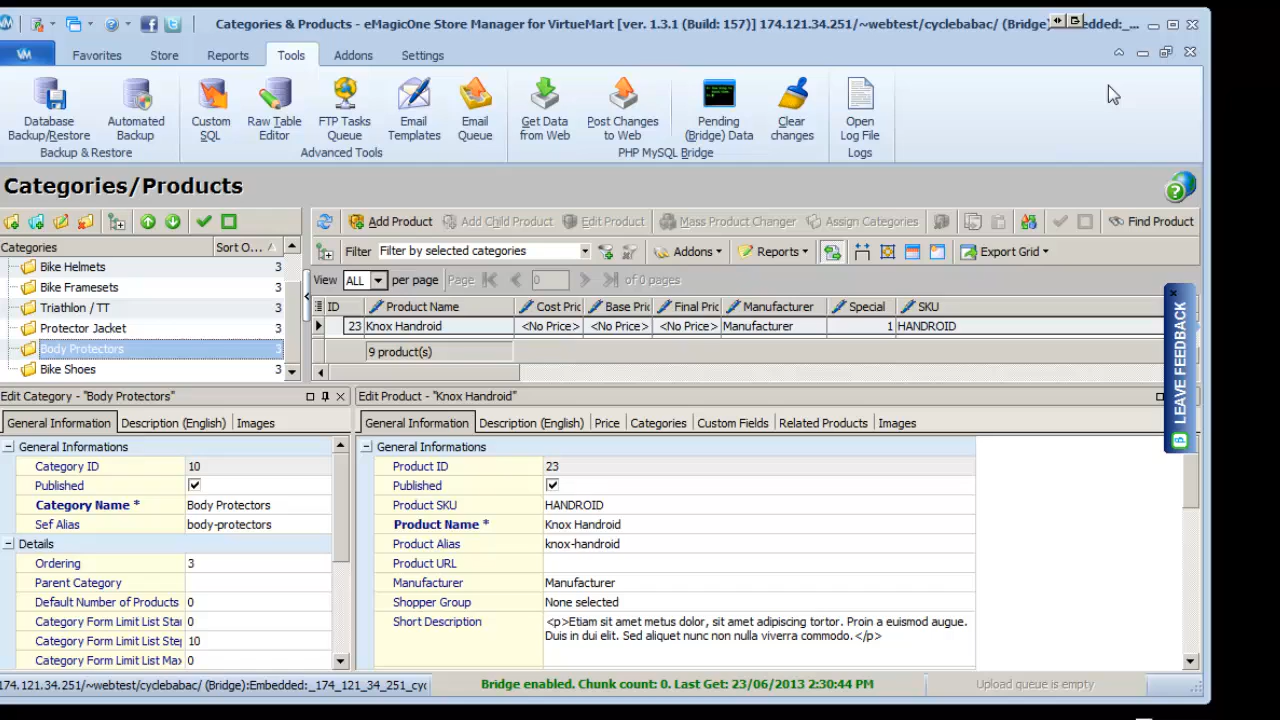 Categories & Products - eMagicOne Store Manager for VirtueMart [ver. 1.3.1 (Build: 157)] 174.121.34.251/~webtest/cyclebabac/ (Bridge)
Favorites Store Reports Tools Addons Settings
Database Backup/Restore
Automated Backup
Custom SQL
Raw Table Editor
FTP Tasks Queue
Email Templates
Email Queue
Get Data from Web
Post Changes to Web
Pending (Bridge) Data
Clear changes
Open Log File
Backup & Restore Advanced Tools PHP MySQL Bridge Logs
Categories/Products
Add Product Add Child Product Edit Product Mass Product Changer Assign Categories Find Product
Categories Sort O...
Filter Filter by selected categories Addons Reports Export Grid
Bike Helmets 3
Bike Framesets 3
Triathlon / TT 3
Protector Jacket 3
Body Protectors 3
Bike Shoes 3
View ALL per page Page 0 of 0 pages
ID Product Name Cost Pri Base Pri Final Pri Manufacturer Special SKU
23 Knox Handroid <No Price> <No Price> <No Price> Manufacturer 1 HANDROID
9 product(s)
LEAVE FEEDBACK
Edit Category - "Body Protectors"
General Information Description (English) Images
General Informations
Category ID 10
Published
Category Name * Body Protectors
Sef Alias body-protectors
Details
Ordering 3
Parent Category
Default Number of Products 0
Category Form Limit List Star 0
Category Form Limit List Step 10
Category Form Limit List Max 0
Edit Product - "Knox Handroid"
General Information Description (English) Price Categories Custom Fields Related Products Images
General Informations
Product ID 23
Published
Product SKU HANDROID
Product Name * Knox Handroid
Product Alias knox-handroid
Product URL
Manufacturer Manufacturer
Shopper Group None selected
Short Description <p>Etiam sit amet metus dolor, sit amet adipiscing tortor. Proin a euismod augue.
Duis in dui elit. Sed aliquet nunc non nulla viverra commodo.</p>
174.121.34.251/~webtest/cyclebabac/ (Bridge):Embedded:_174_121_34_251_cyc
Bridge enabled. Chunk count: 0. Last Get: 23/06/2013 2:30:44 PM
Upload queue is empty